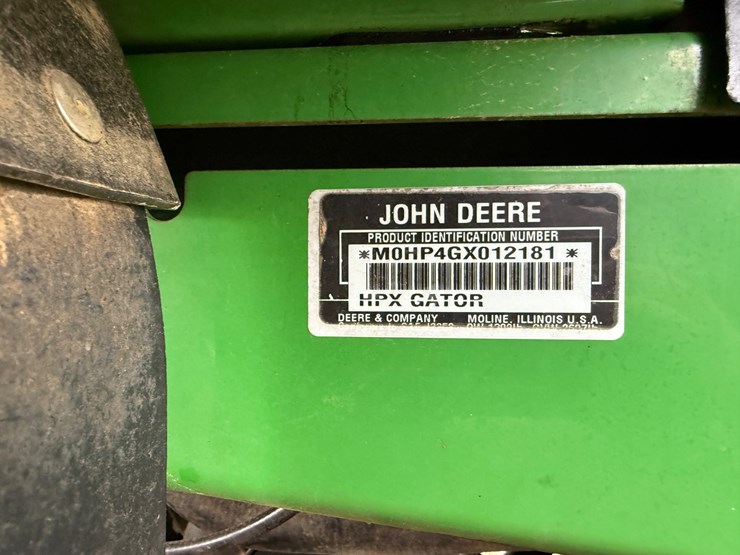 JOHN DEERE
PRODUCT IDENTIFICATION NUMBER
*M0HP4GX012181 *
HPX GATOR
DEERE & COMPANY MOLINE, ILLINOIS U.S.A.